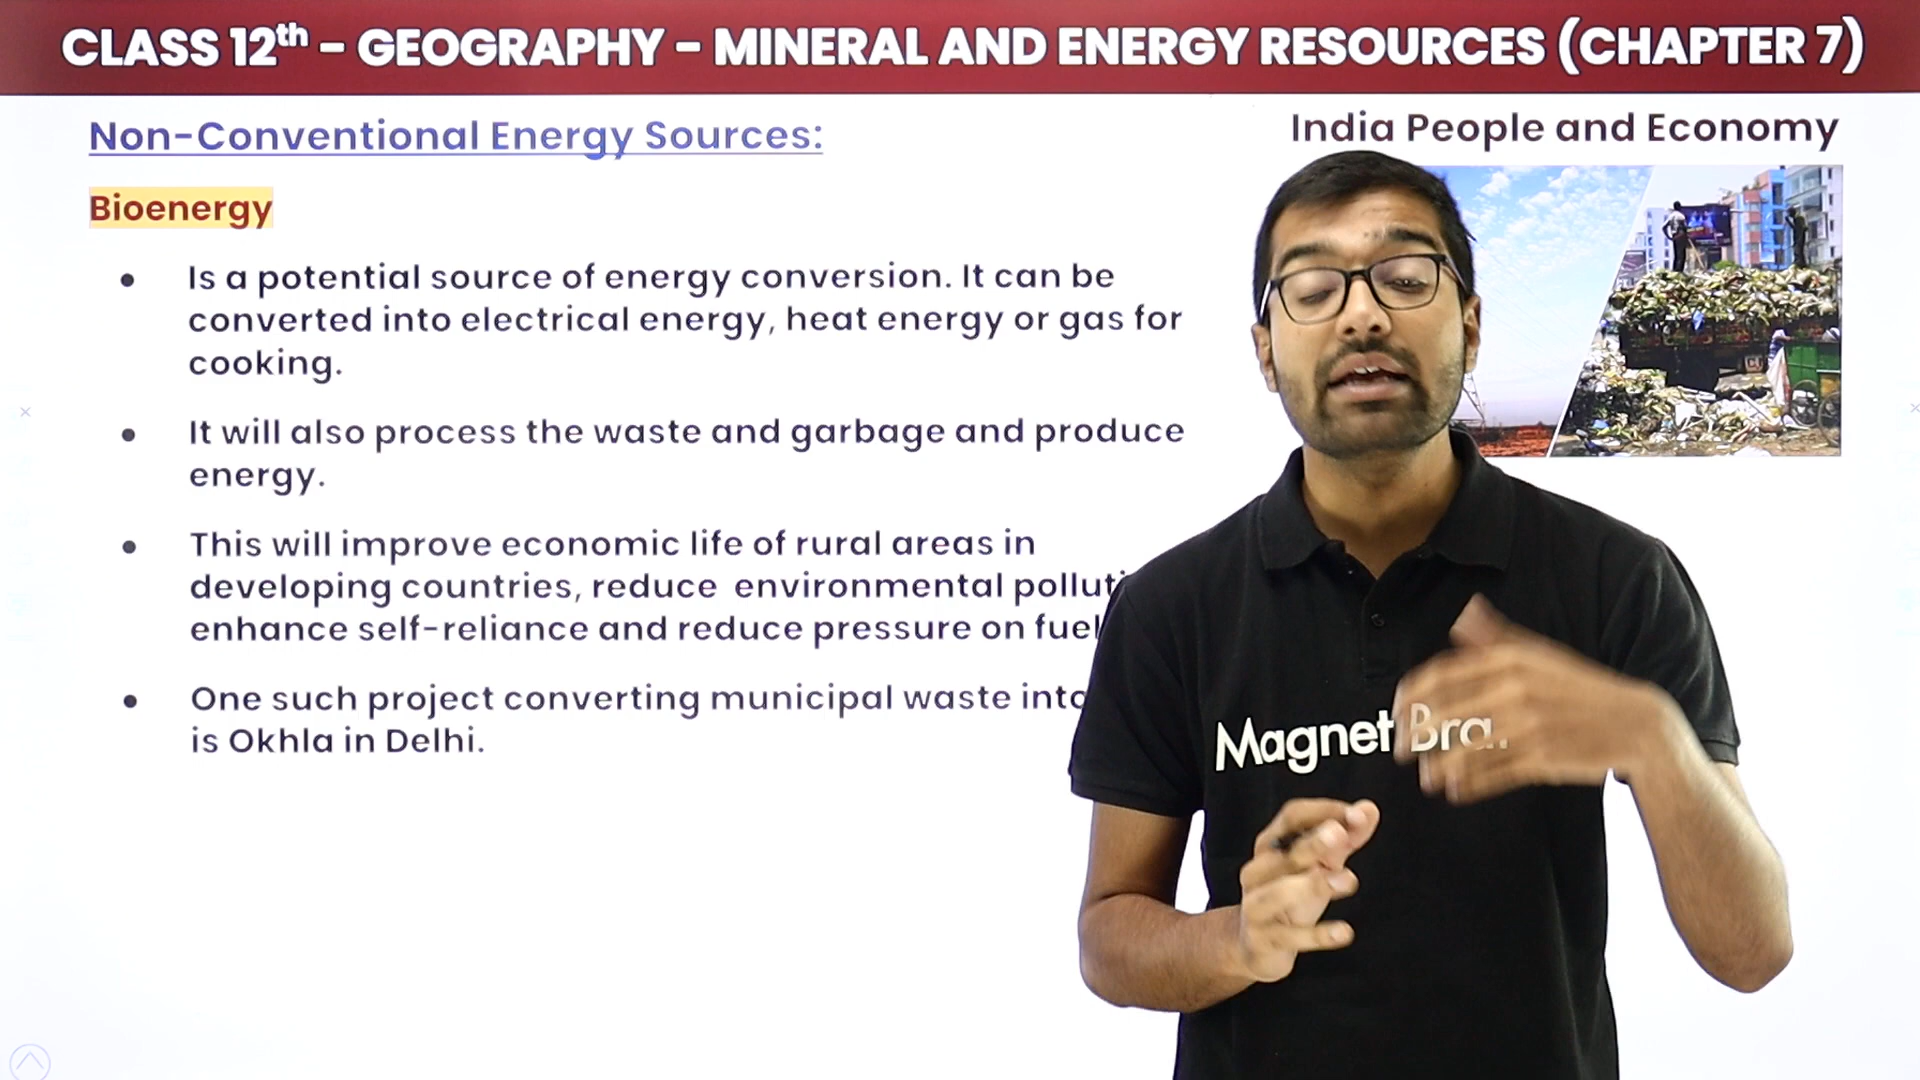 CLASS 12th – GEOGRAPHY – MINERAL AND ENERGY RESOURCES (CHAPTER 7)
Non-Conventional Energy Sources:
India People and Economy
Bioenergy
• Is a potential source of energy conversion. It can be
converted into electrical energy, heat energy or gas for
cooking.
• It will also process the waste and garbage and produce
energy.
• This will improve economic life of rural areas in
developing countries, reduce environmental
enhance self-reliance and reduce pressure on fuel
• One such project converting municipal waste into
is Okhla in Delhi.
Magnet